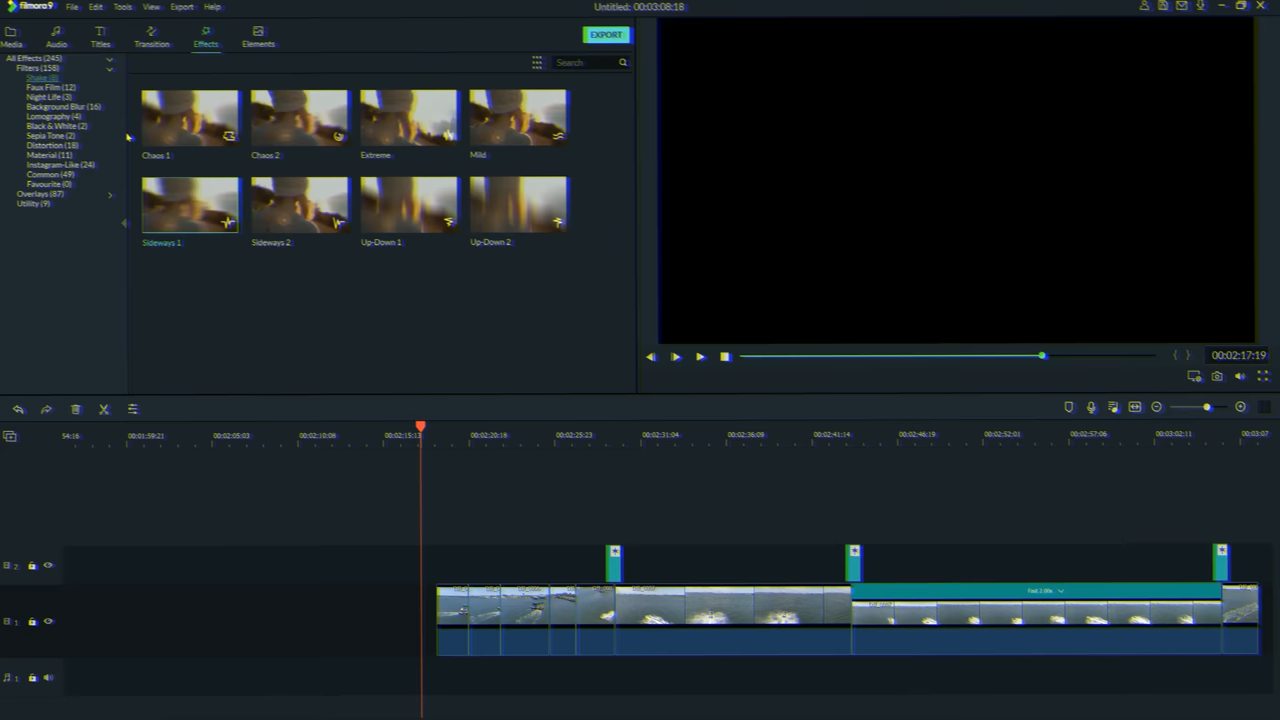 filmora9 File Edit Tools View Export Help Untitled: 00:03:08:18
Media Audio Titles Transition Effects Elements EXPORT
All Effects (245)
Filters (158)
Shake (8)
Faux Film (12)
Night Life (3)
Background Blur (16)
Lomography (4)
Black & White (2)
Sepia Tone (2)
Distortion (18)
Material (11)
Instagram-Like (24)
Common (49)
Favourite (0)
Overlays (87)
Utility (9)
Search
Chaos 1 Chaos 2 Extreme Mild
Sideways 1 Sideways 2 Up-Down 1 Up-Down 2
00:02:17:19
54:16 00:01:59:21 00:02:05:03 00:02:10:08 00:02:15:13 00:02:20:18 00:02:25:23 00:02:31:04 00:02:36:09 00:02:41:14 00:02:46:19 00:02:52:01 00:02:57:06 00:03:02:11 00:03:07
2
Fast 2.00x
1
1